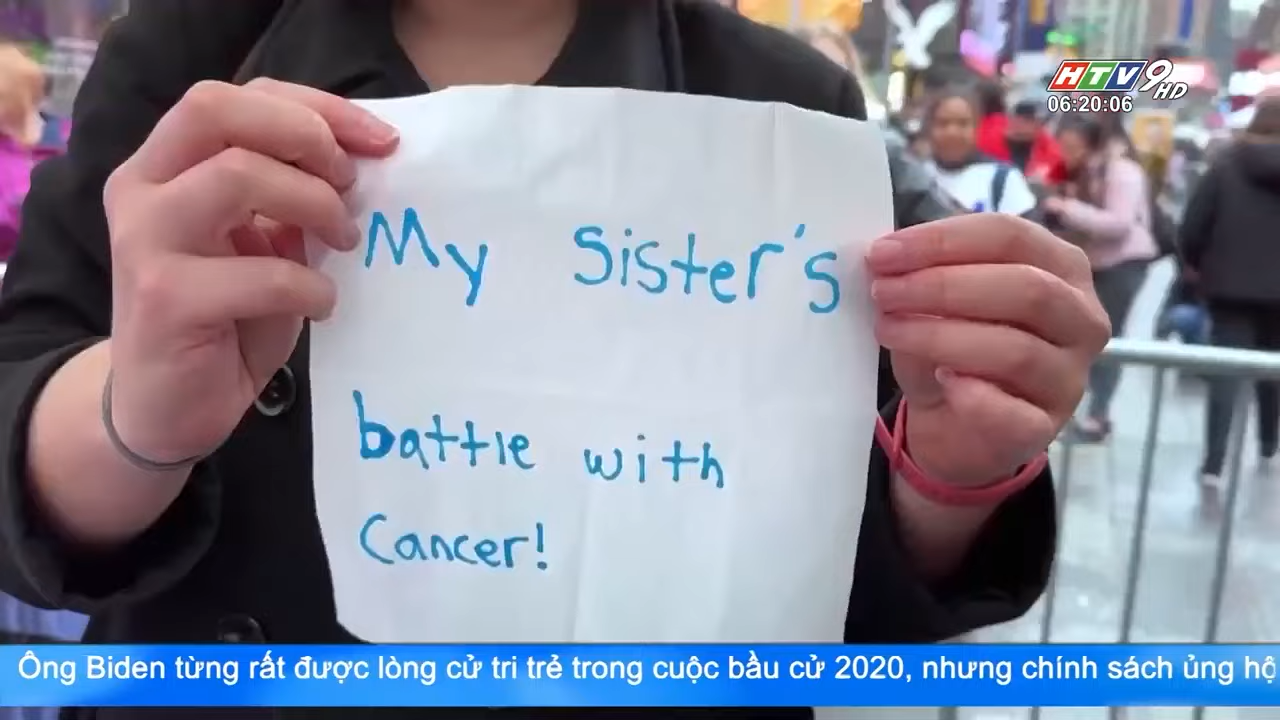 HTV9 HD
06:20:06
My Sister's
battle with
Cancer!
Ông Biden từng rất được lòng cử tri trẻ trong cuộc bầu cử 2020, nhưng chính sách ủng hộ